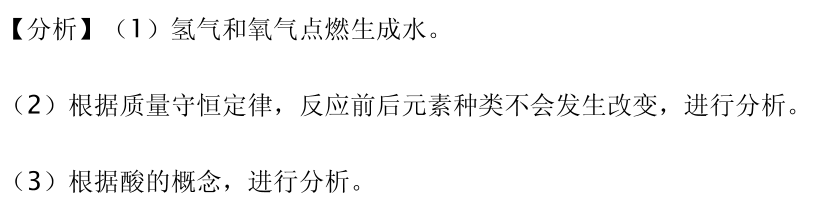 【分析】（1）氢气和氧气点燃生成水。
（2）根据质量守恒定律，反应前后元素种类不会发生改变，进行分析。
（3）根据酸的概念，进行分析。